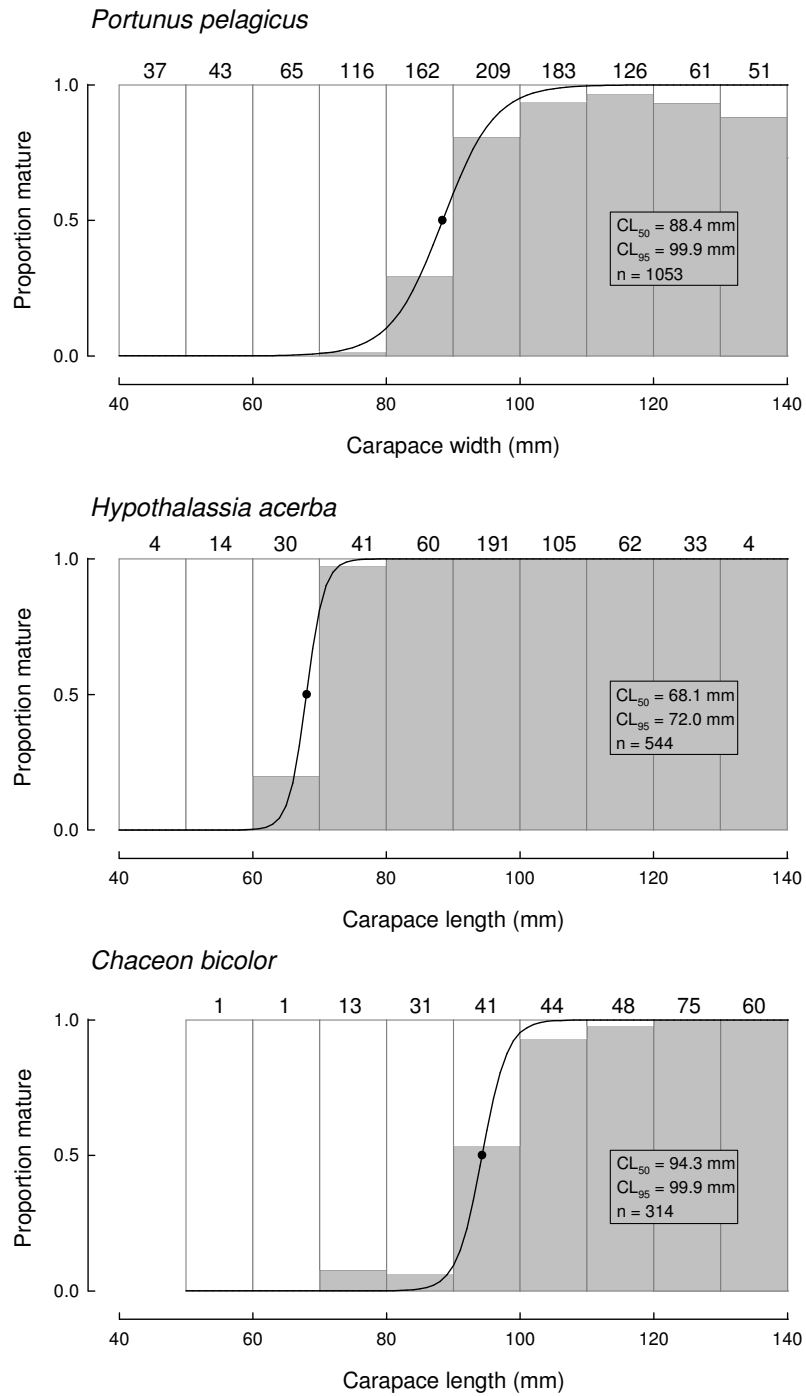 Portunus pelagicus
37 43 65 116 162 209 183 126 61 51
1.0
Proportion mature
0.5
CL50 = 88.4 mm
CL95 = 99.9 mm
n = 1053
0.0
40 60 80 100 120 140
Carapace width (mm)
Hypothalassia acerba
4 14 30 41 60 191 105 62 33 4
1.0
Proportion mature
0.5
CL50 = 68.1 mm
CL95 = 72.0 mm
n = 544
0.0
40 60 80 100 120 140
Carapace length (mm)
Chaceon bicolor
1 1 13 31 41 44 48 75 60
1.0
Proportion mature
0.5
CL50 = 94.3 mm
CL95 = 99.9 mm
n = 314
0.0
40 60 80 100 120 140
Carapace length (mm)